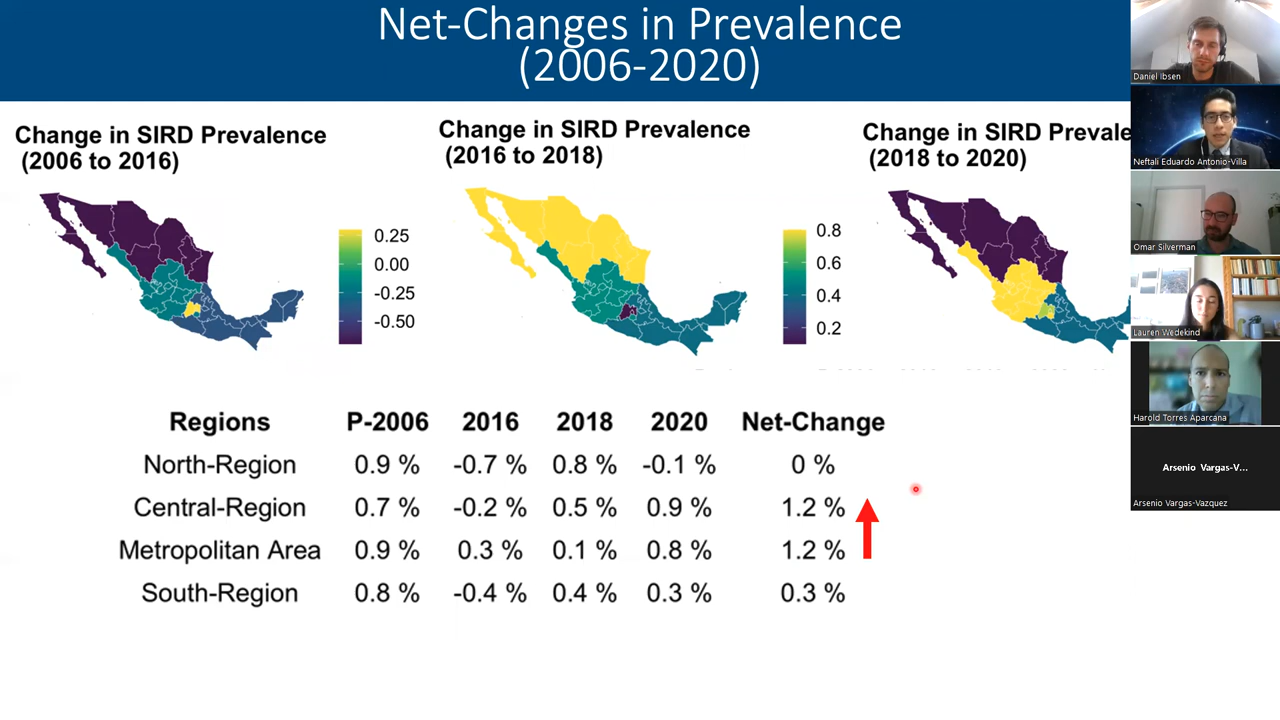 Net-Changes in Prevalence
(2006-2020)
Change in SIRD Prevalence
(2006 to 2016)
0.25
0.00
-0.25
-0.50
Change in SIRD Prevalence
(2016 to 2018)
0.8
0.6
0.4
0.2
Change in SIRD Prevale
(2018 to 2020)
Regions P-2006 2016 2018 2020 Net-Change
North-Region 0.9 % -0.7 % 0.8 % -0.1 % 0 %
Central-Region 0.7 % -0.2 % 0.5 % 0.9 % 1.2 %
Metropolitan Area 0.9 % 0.3 % 0.1 % 0.8 % 1.2 %
South-Region 0.8 % -0.4 % 0.4 % 0.3 % 0.3 %
Daniel Ibsen
Neftali Eduardo Antonio-Villa
Omar Silverman
Lauren Wedekind
Harold Torres Aparcana
Arsenio Vargas-V...
Arsenio Vargas-Vazquez